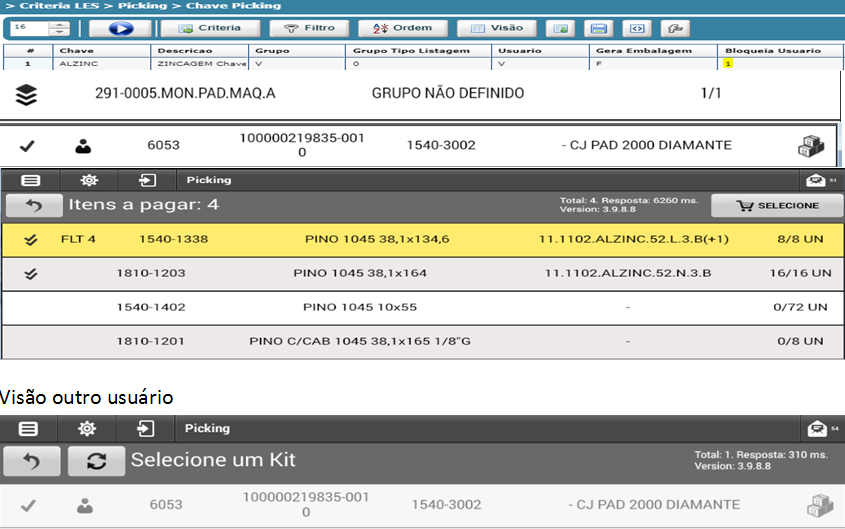 > Criteria LES > Picking > Chave Picking
16 Criteria Filtro Ordem Visão
# Chave Descricao Grupo Grupo Tipo Listagem Usuario Gera Embalagem Bloqueia Usuario
1 ALZINC ZINCAGEM Chave V 0 V F 1
291-0005.MON.PAD.MAQ.A GRUPO NÃO DEFINIDO 1/1
6053 100000219835-001 1540-3002 - CJ PAD 2000 DIAMANTE
0
Picking 51
Itens a pagar: 4 Total: 4. Resposta: 6260 ms. SELECIONE
Version: 3.9.8.8
FLT 4 1540-1338 PINO 1045 38,1x134,6 11.1102.ALZINC.52.L.3.B(+1) 8/8 UN
1810-1203 PINO 1045 38,1x164 11.1102.ALZINC.52.N.3.B 16/16 UN
1540-1402 PINO 1045 10x55 - 0/72 UN
1810-1201 PINO C/CAB 1045 38,1x165 1/8"G - 0/8 UN
Visão outro usuário
Picking 54
Selecione um Kit Total: 1. Resposta: 310 ms.
Version: 3.9.8.8
6053 100000219835-001 1540-3002 - CJ PAD 2000 DIAMANTE
0